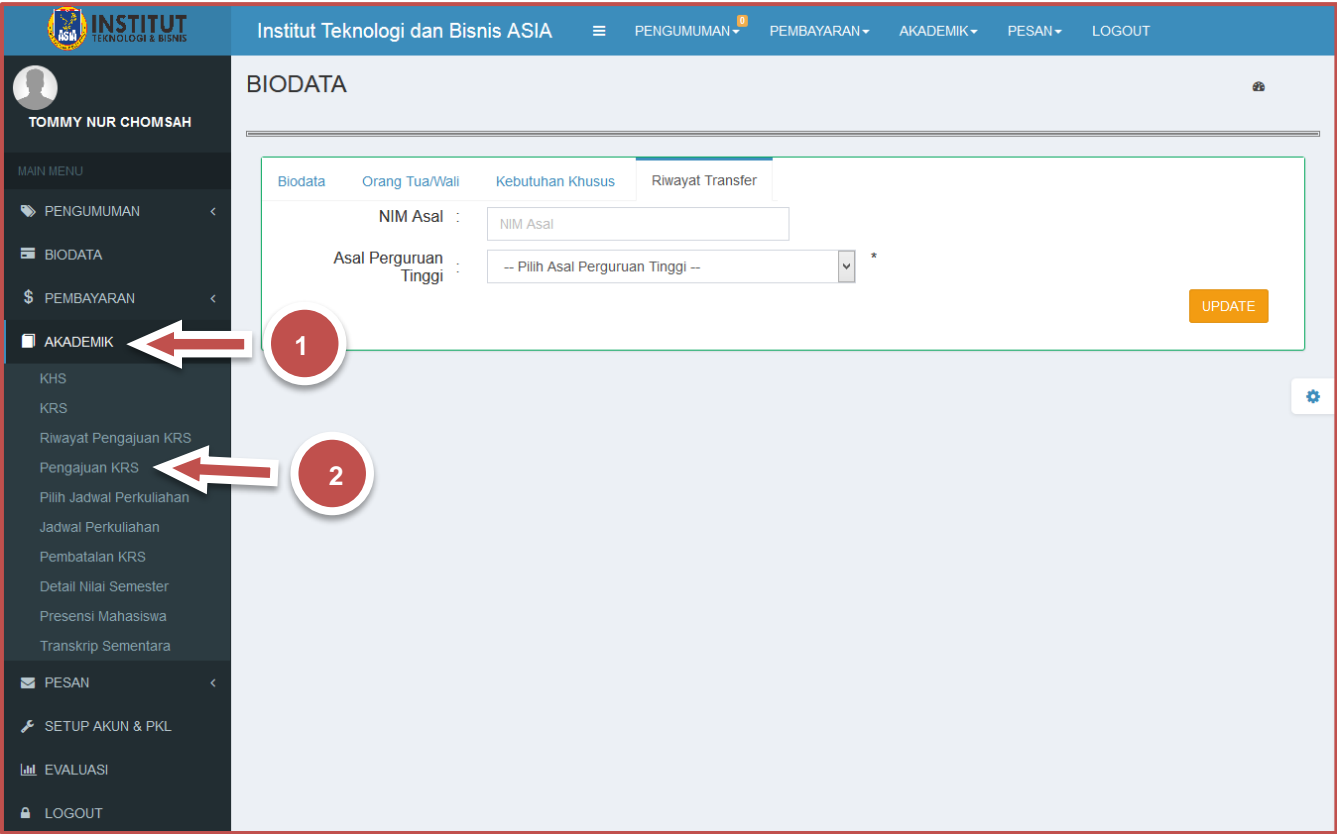 ASIA
INSTITUT
TEKNOLOGI & BISNIS
Institut Teknologi dan Bisnis ASIA
PENGUMUMAN
0
PEMBAYARAN
AKADEMIK
PESAN
LOGOUT
TOMMY NUR CHOMSAH
MAIN MENU
PENGUMUMAN
BIODATA
PEMBAYARAN
AKADEMIK
KHS
KRS
Riwayat Pengajuan KRS
Pengajuan KRS
Pilih Jadwal Perkuliahan
Jadwal Perkuliahan
Pembatalan KRS
Detail Nilai Semester
Presensi Mahasiswa
Transkrip Sementara
PESAN
SETUP AKUN & PKL
EVALUASI
LOGOUT
BIODATA
Biodata
Orang Tua/Wali
Kebutuhan Khusus
Riwayat Transfer
NIM Asal :
NIM Asal
Asal Perguruan
Tinggi :
-- Pilih Asal Perguruan Tinggi --
*
UPDATE
1
2